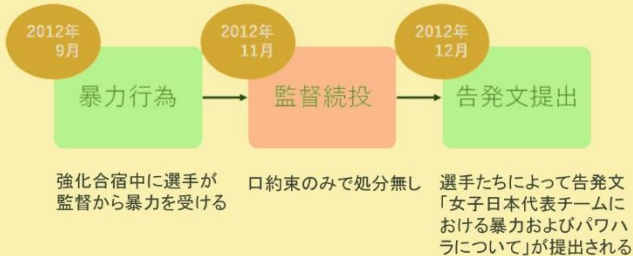 2012年
9月
2012年
11月
2012年
12月
暴力行為
監督続投
告発文提出
強化合宿中に選手が
監督から暴力を受ける
口約束のみで処分無し
選手たちによって告発文
「女子日本代表チームに
おける暴力およびパワハ
ラについて」が提出される